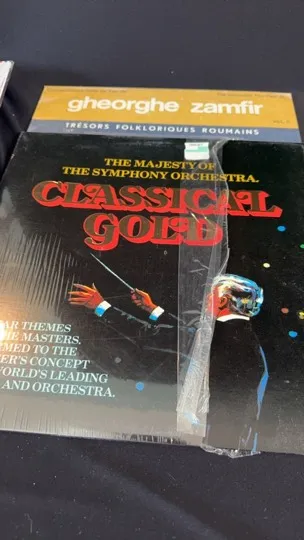 gheorghe zamfir
TRÉSORS FOLKLORIQUES ROUMAINS
THE MAJESTY OF
THE SYMPHONY ORCHESTRA.
CLASSICAL
GOLD
AR THEMES
E MASTERS.
RMED TO THE
ER'S CONCEPT
WORLD'S LEADING
AND ORCHESTRA.